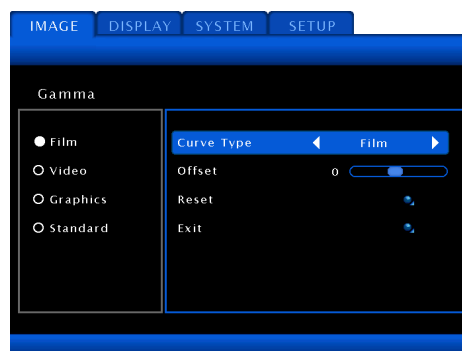 IMAGE DISPLAY SYSTEM SETUP
Gamma
Film
Video
Graphics
Standard
Curve Type Film
Offset 0
Reset
Exit